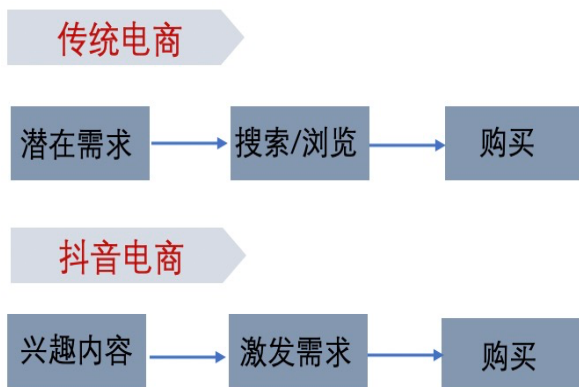 传统电商
潜在需求
搜索/浏览
购买
抖音电商
兴趣内容
激发需求
购买